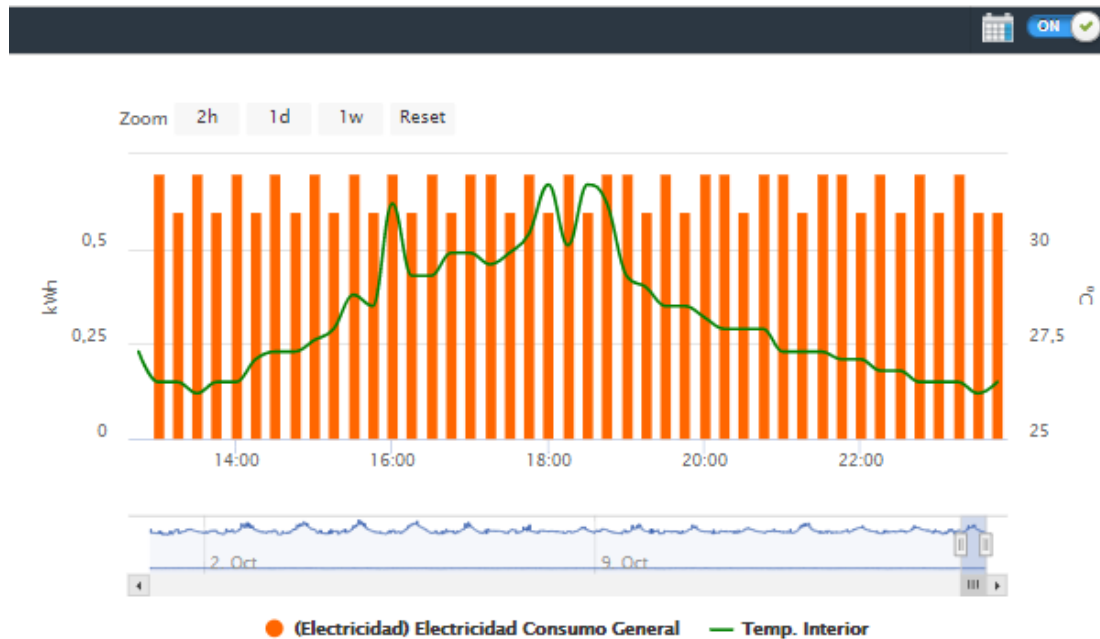 ON
Zoom 2h 1d 1w Reset
0,5 30
kWh ºC
0,25 27,5
0 25
14:00 16:00 18:00 20:00 22:00
2. Oct 9. Oct
(Electricidad) Electricidad Consumo General Temp. Interior